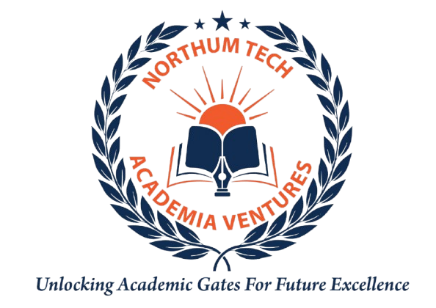 NORTHUM TECH
ACADEMIA VENTURES
Unlocking Academic Gates For Future Excellence